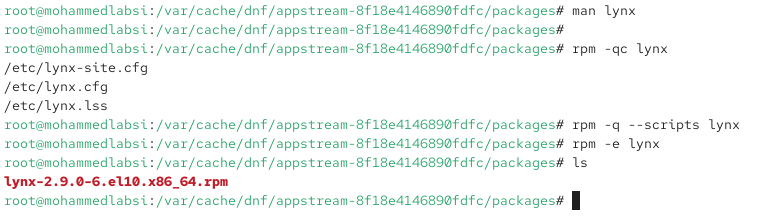 root@mohammedlabsi:/var/cache/dnf/appstream-8f18e4146890fdfc/packages# man lynx
root@mohammedlabsi:/var/cache/dnf/appstream-8f18e4146890fdfc/packages#
root@mohammedlabsi:/var/cache/dnf/appstream-8f18e4146890fdfc/packages# rpm -qc lynx
/etc/lynx-site.cfg
/etc/lynx.cfg
/etc/lynx.lss
root@mohammedlabsi:/var/cache/dnf/appstream-8f18e4146890fdfc/packages# rpm -q --scripts lynx
root@mohammedlabsi:/var/cache/dnf/appstream-8f18e4146890fdfc/packages# rpm -e lynx
root@mohammedlabsi:/var/cache/dnf/appstream-8f18e4146890fdfc/packages# ls
lynx-2.9.0-6.el10.x86_64.rpm
root@mohammedlabsi:/var/cache/dnf/appstream-8f18e4146890fdfc/packages#